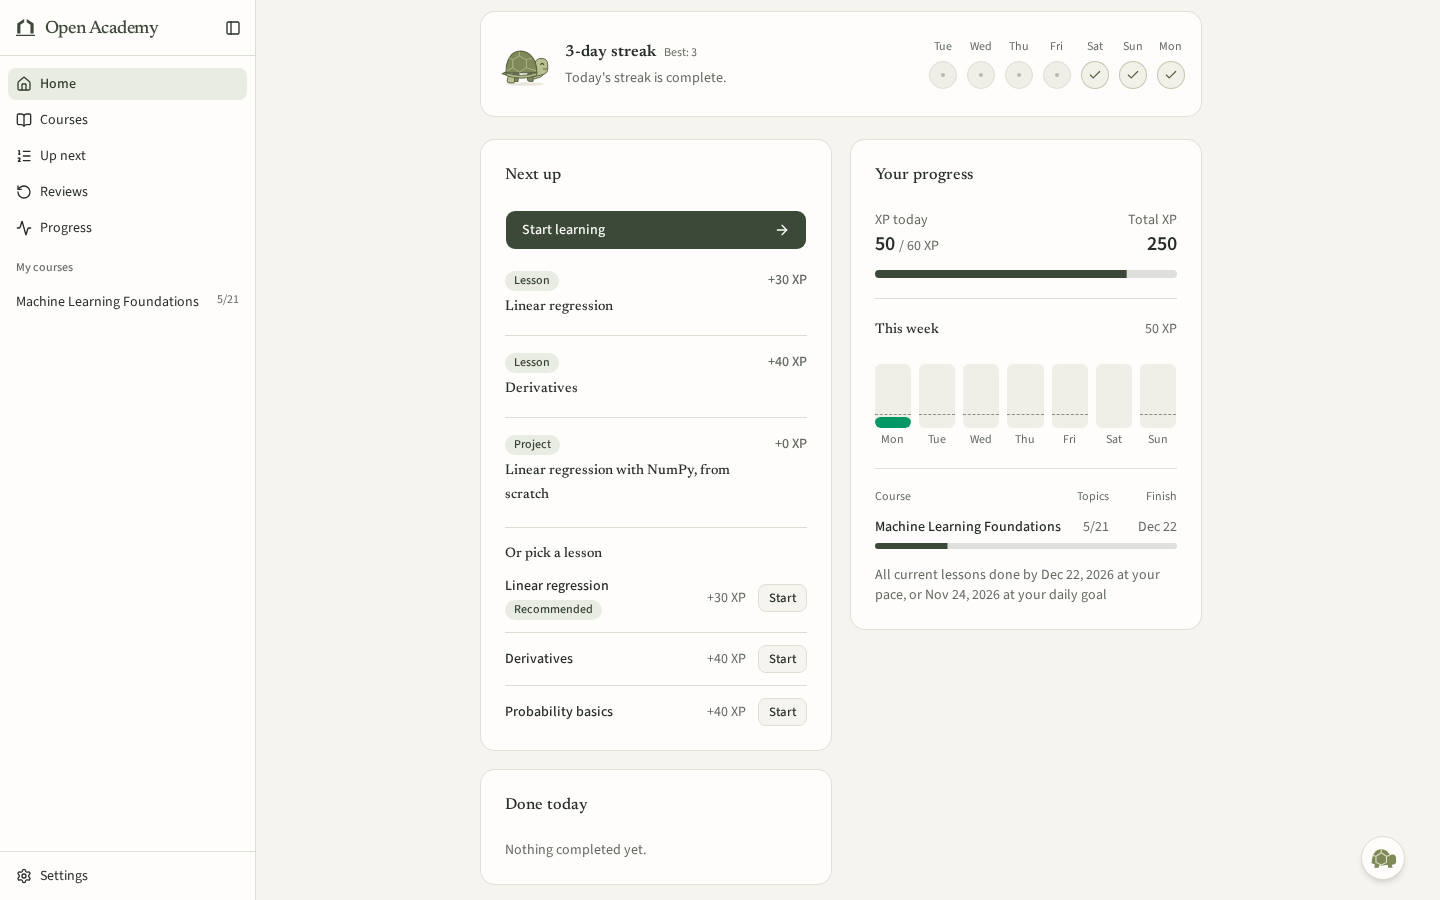 Open Academy
Home
Courses
Up next
Reviews
Progress
My courses
Machine Learning Foundations 5/21
Settings
3-day streak Best: 3
Today's streak is complete.
Tue Wed Thu Fri Sat Sun Mon
Next up
Start learning
Lesson +30 XP
Linear regression
Lesson +40 XP
Derivatives
Project +0 XP
Linear regression with NumPy, from
scratch
Or pick a lesson
Linear regression
Recommended
+30 XP Start
Derivatives +40 XP Start
Probability basics +40 XP Start
Done today
Nothing completed yet.
Your progress
XP today Total XP
50 / 60 XP 250
This week 50 XP
Mon Tue Wed Thu Fri Sat Sun
Course Topics Finish
Machine Learning Foundations 5/21 Dec 22
All current lessons done by Dec 22, 2026 at your
pace, or Nov 24, 2026 at your daily goal